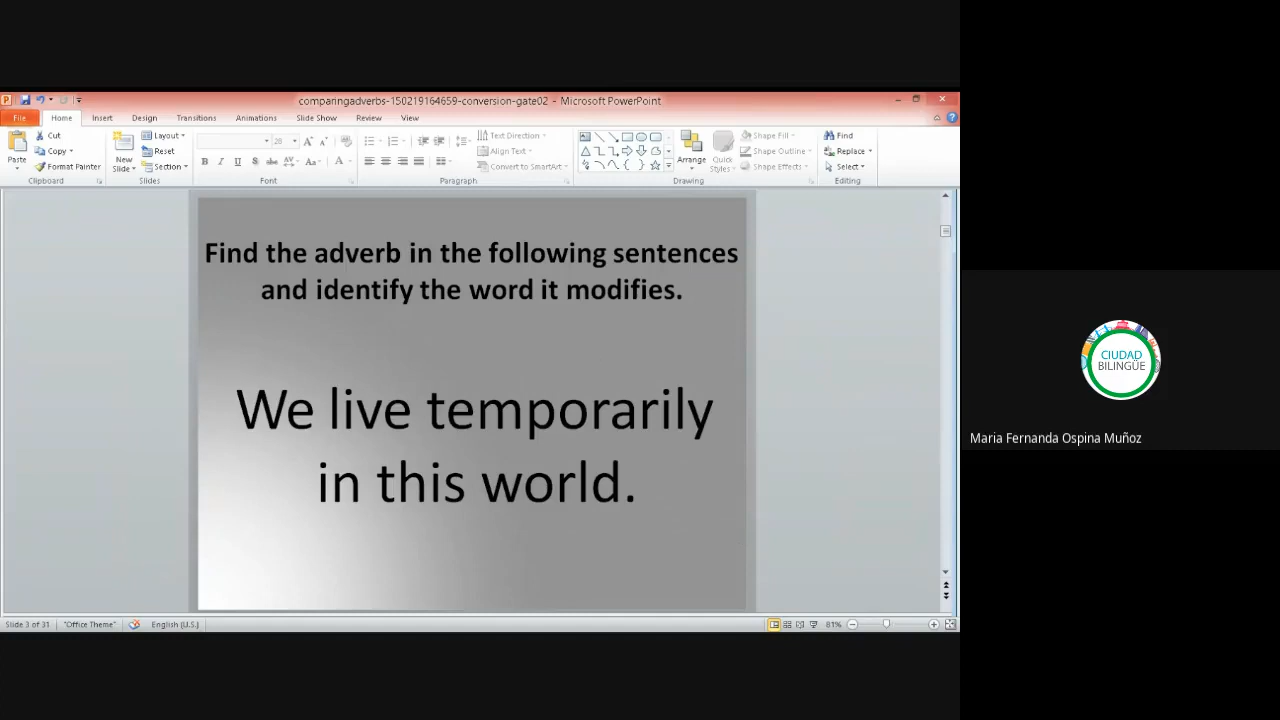 comparingadverbs-150219164659-conversion-gate02 - Microsoft PowerPoint
File Home Insert Design Transitions Animations Slide Show Review View
Paste
Cut
Copy
Format Painter
Clipboard
New Slide
Layout
Reset
Section
Slides
28
B I U S abc AV Aa A
Font
Text Direction
Align Text
Convert to SmartArt
Paragraph
Arrange
Quick Styles
Shape Fill
Shape Outline
Shape Effects
Drawing
Find
Replace
Select
Editing
Find the adverb in the following sentences
and identify the word it modifies.
We live temporarily
in this world.
Slide 3 of 31 "Office Theme" English (U.S.) 81%
CIUDAD
BILINGÜE
Maria Fernanda Ospina Muñoz